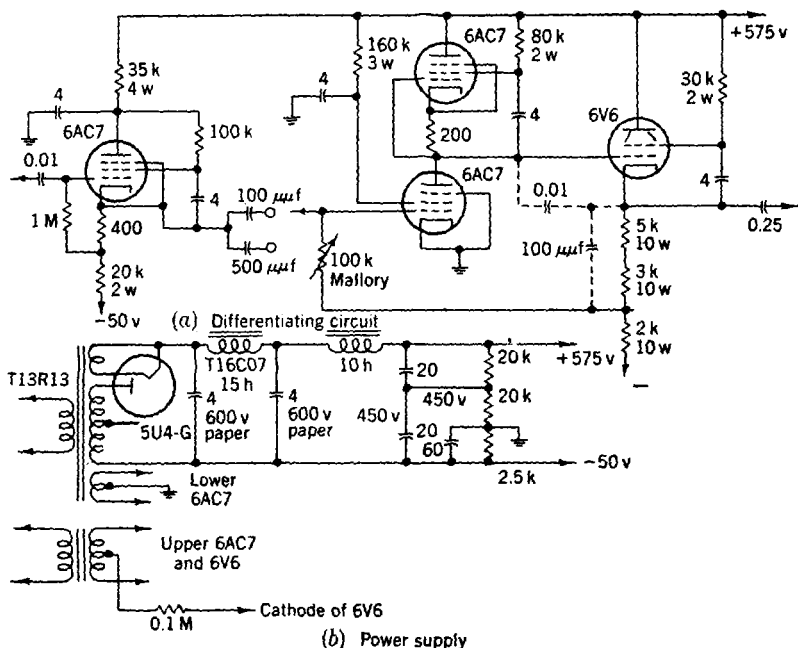 6AC7
80 k
2 w
+575 v
160 k
3 w
35 k
4 w
30 k
2 w
4
6V6
6AC7
100 k
4
200
0.01
6AC7
4
4
100 μμf
0.01
0.25
1 M
400
500 μμf
100 k
Mallory
100 μμf
5 k
10 w
3 k
10 w
20 k
2 w
2 k
10 w
−50 v
(a) Differentiating circuit
−
T13R13
T16C07
15 h
10 h
+575 v
20 k
20
4
600 v
paper
4
600 v
paper
450 v
450 v
20 k
5U4-G
20
60
−50 v
2.5 k
Lower
6AC7
Upper 6AC7
and 6V6
0.1 M
Cathode of 6V6
(b) Power supply